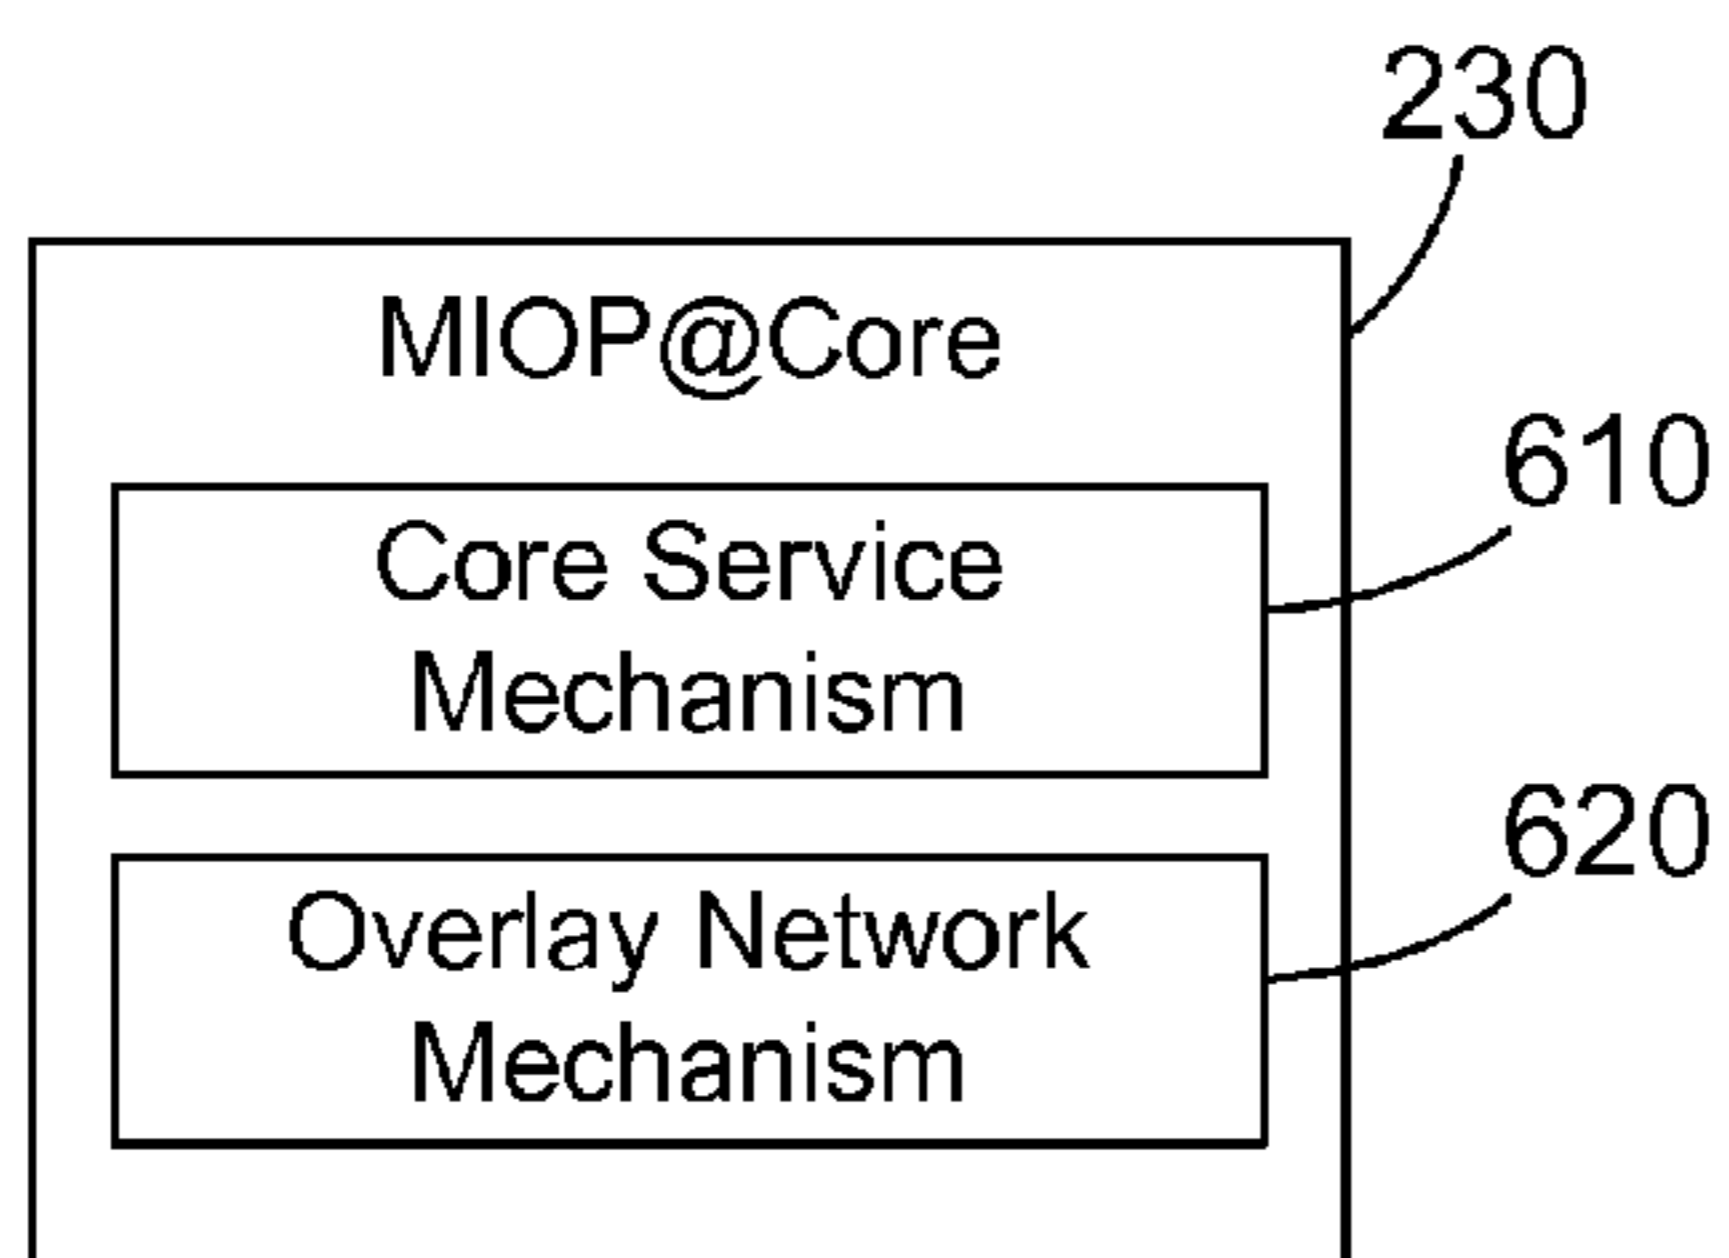 230
MIOP@Core
610
Core Service
Mechanism
620
Overlay Network
Mechanism